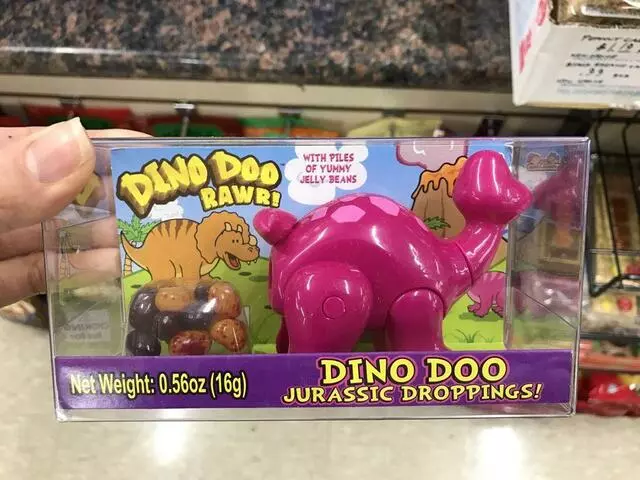 DINO DOO
RAWR!
WITH PILES
OF YUMMY
JELLY BEANS
Net Weight: 0.56oz (16g)
DINO DOO
JURASSIC DROPPINGS!